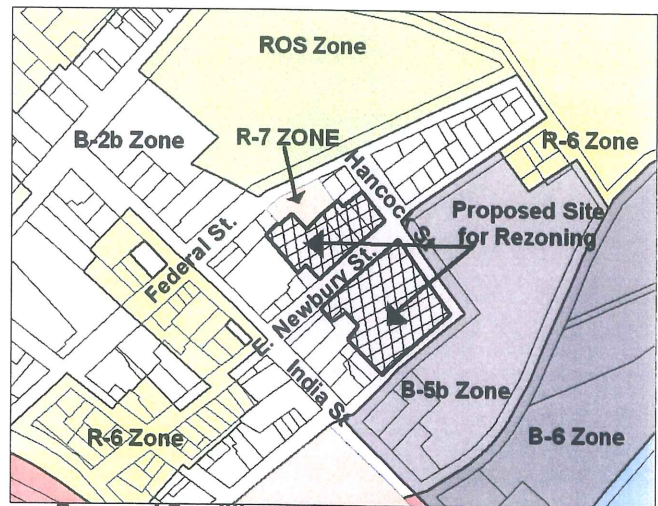 ROS Zone
B-2b Zone
R-7 ZONE
R-6 Zone
Hancock St.
Proposed Site
for Rezoning
Federal St.
E. Newbury St.
India St
B-5b Zone
R-6 Zone
B-6 Zone